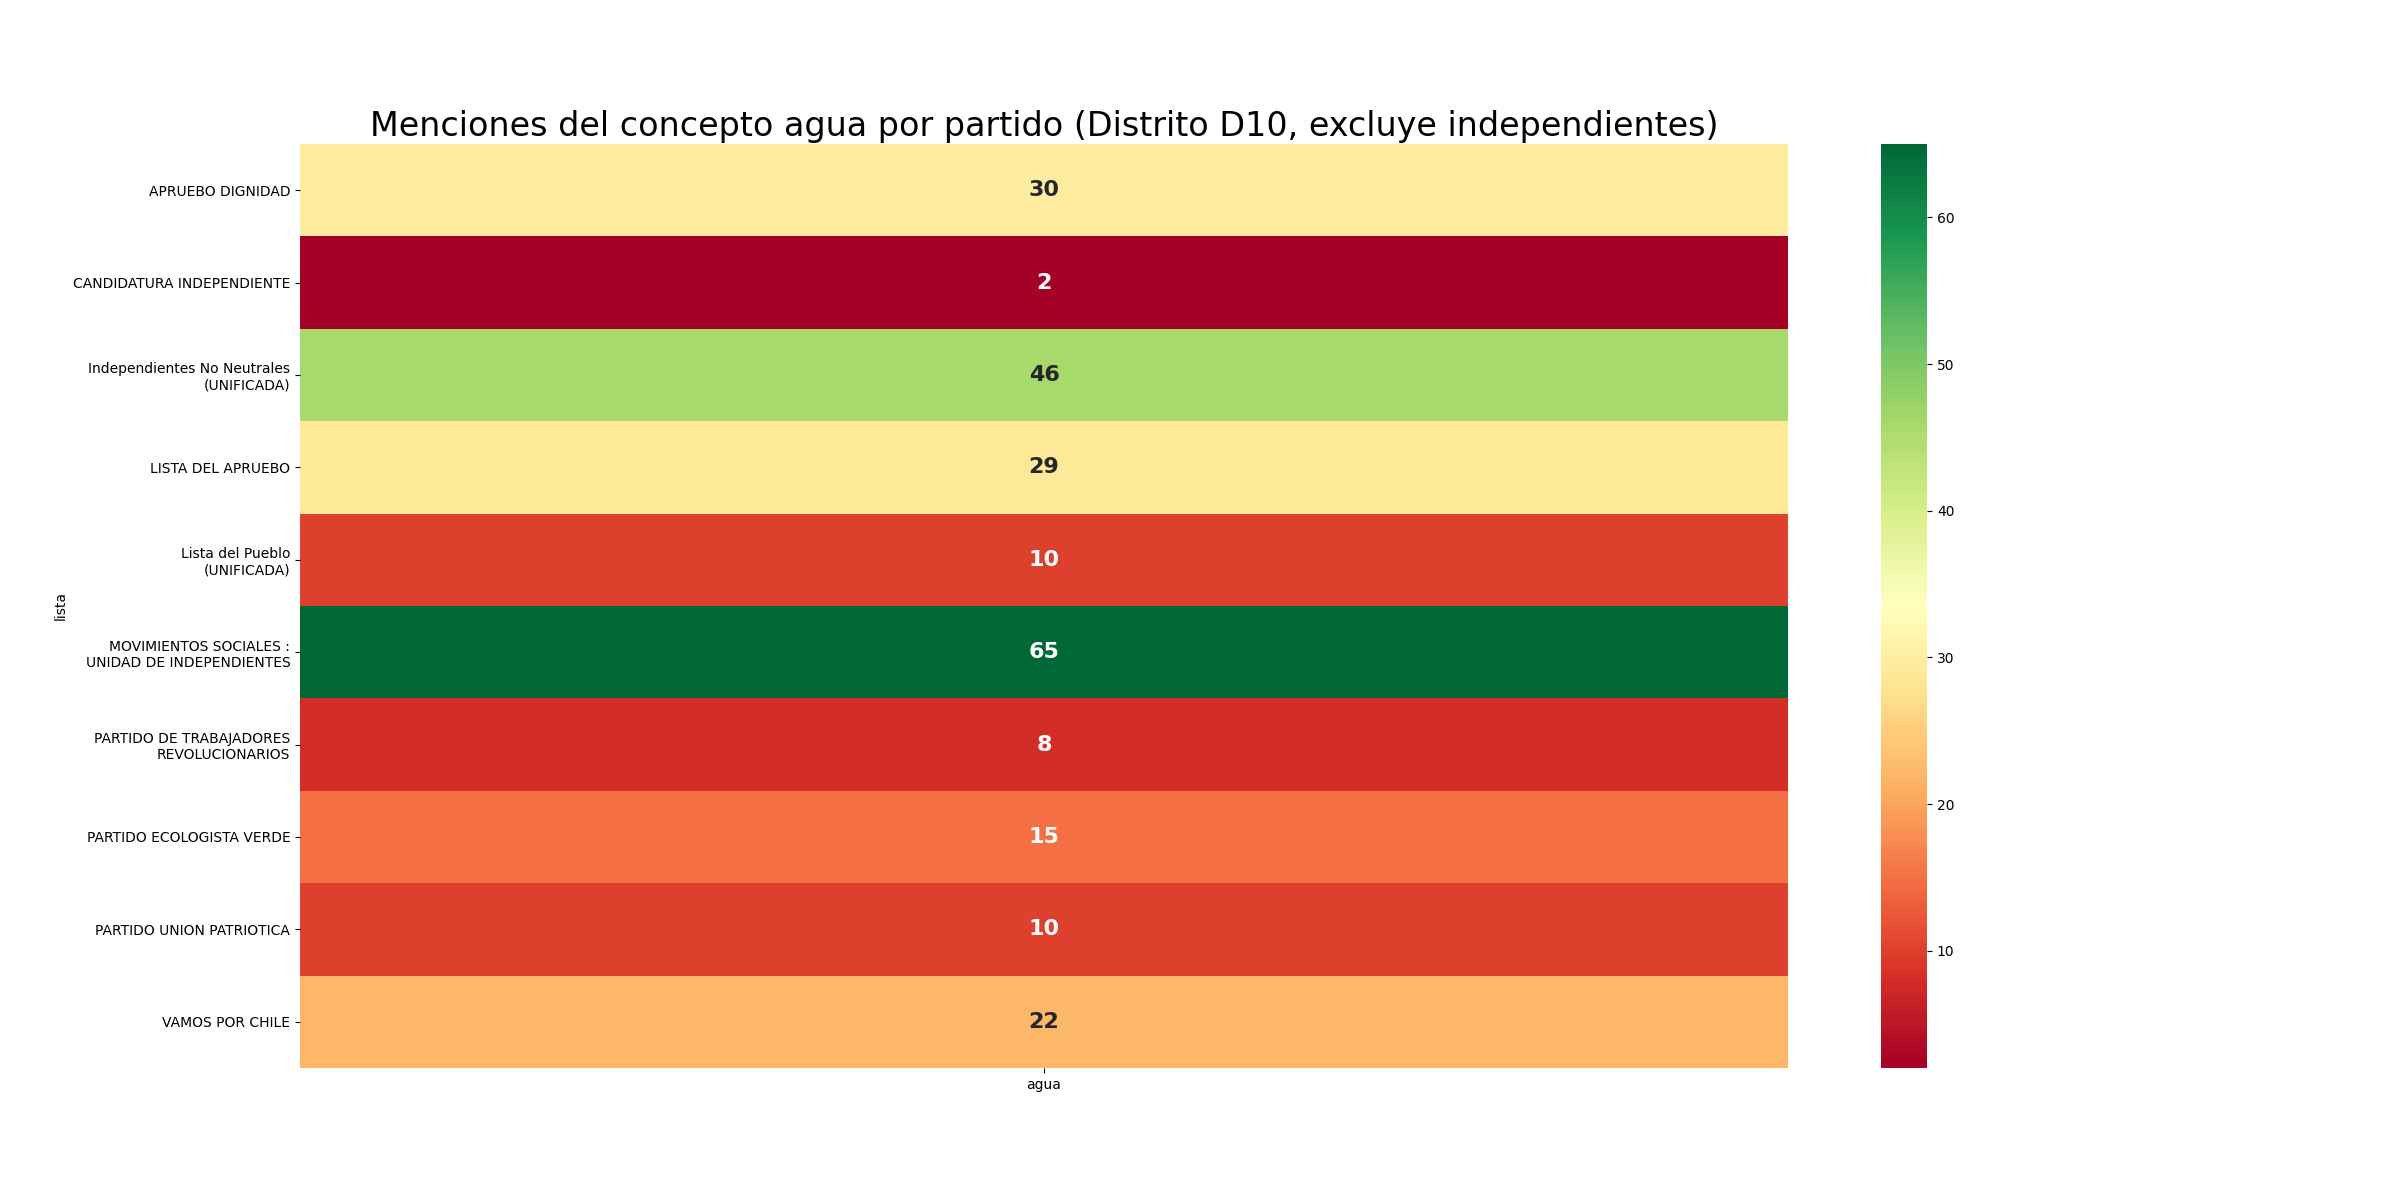 Menciones del concepto agua por partido (Distrito D10, excluye independientes)
APRUEBO DIGNIDAD
30
CANDIDATURA INDEPENDIENTE
2
Independientes No Neutrales
(UNIFICADA)
46
LISTA DEL APRUEBO
29
Lista del Pueblo
(UNIFICADA)
10
lista
MOVIMIENTOS SOCIALES :
UNIDAD DE INDEPENDIENTES
65
PARTIDO DE TRABAJADORES
REVOLUCIONARIOS
8
PARTIDO ECOLOGISTA VERDE
15
PARTIDO UNION PATRIOTICA
10
VAMOS POR CHILE
22
agua
60
50
40
30
20
10